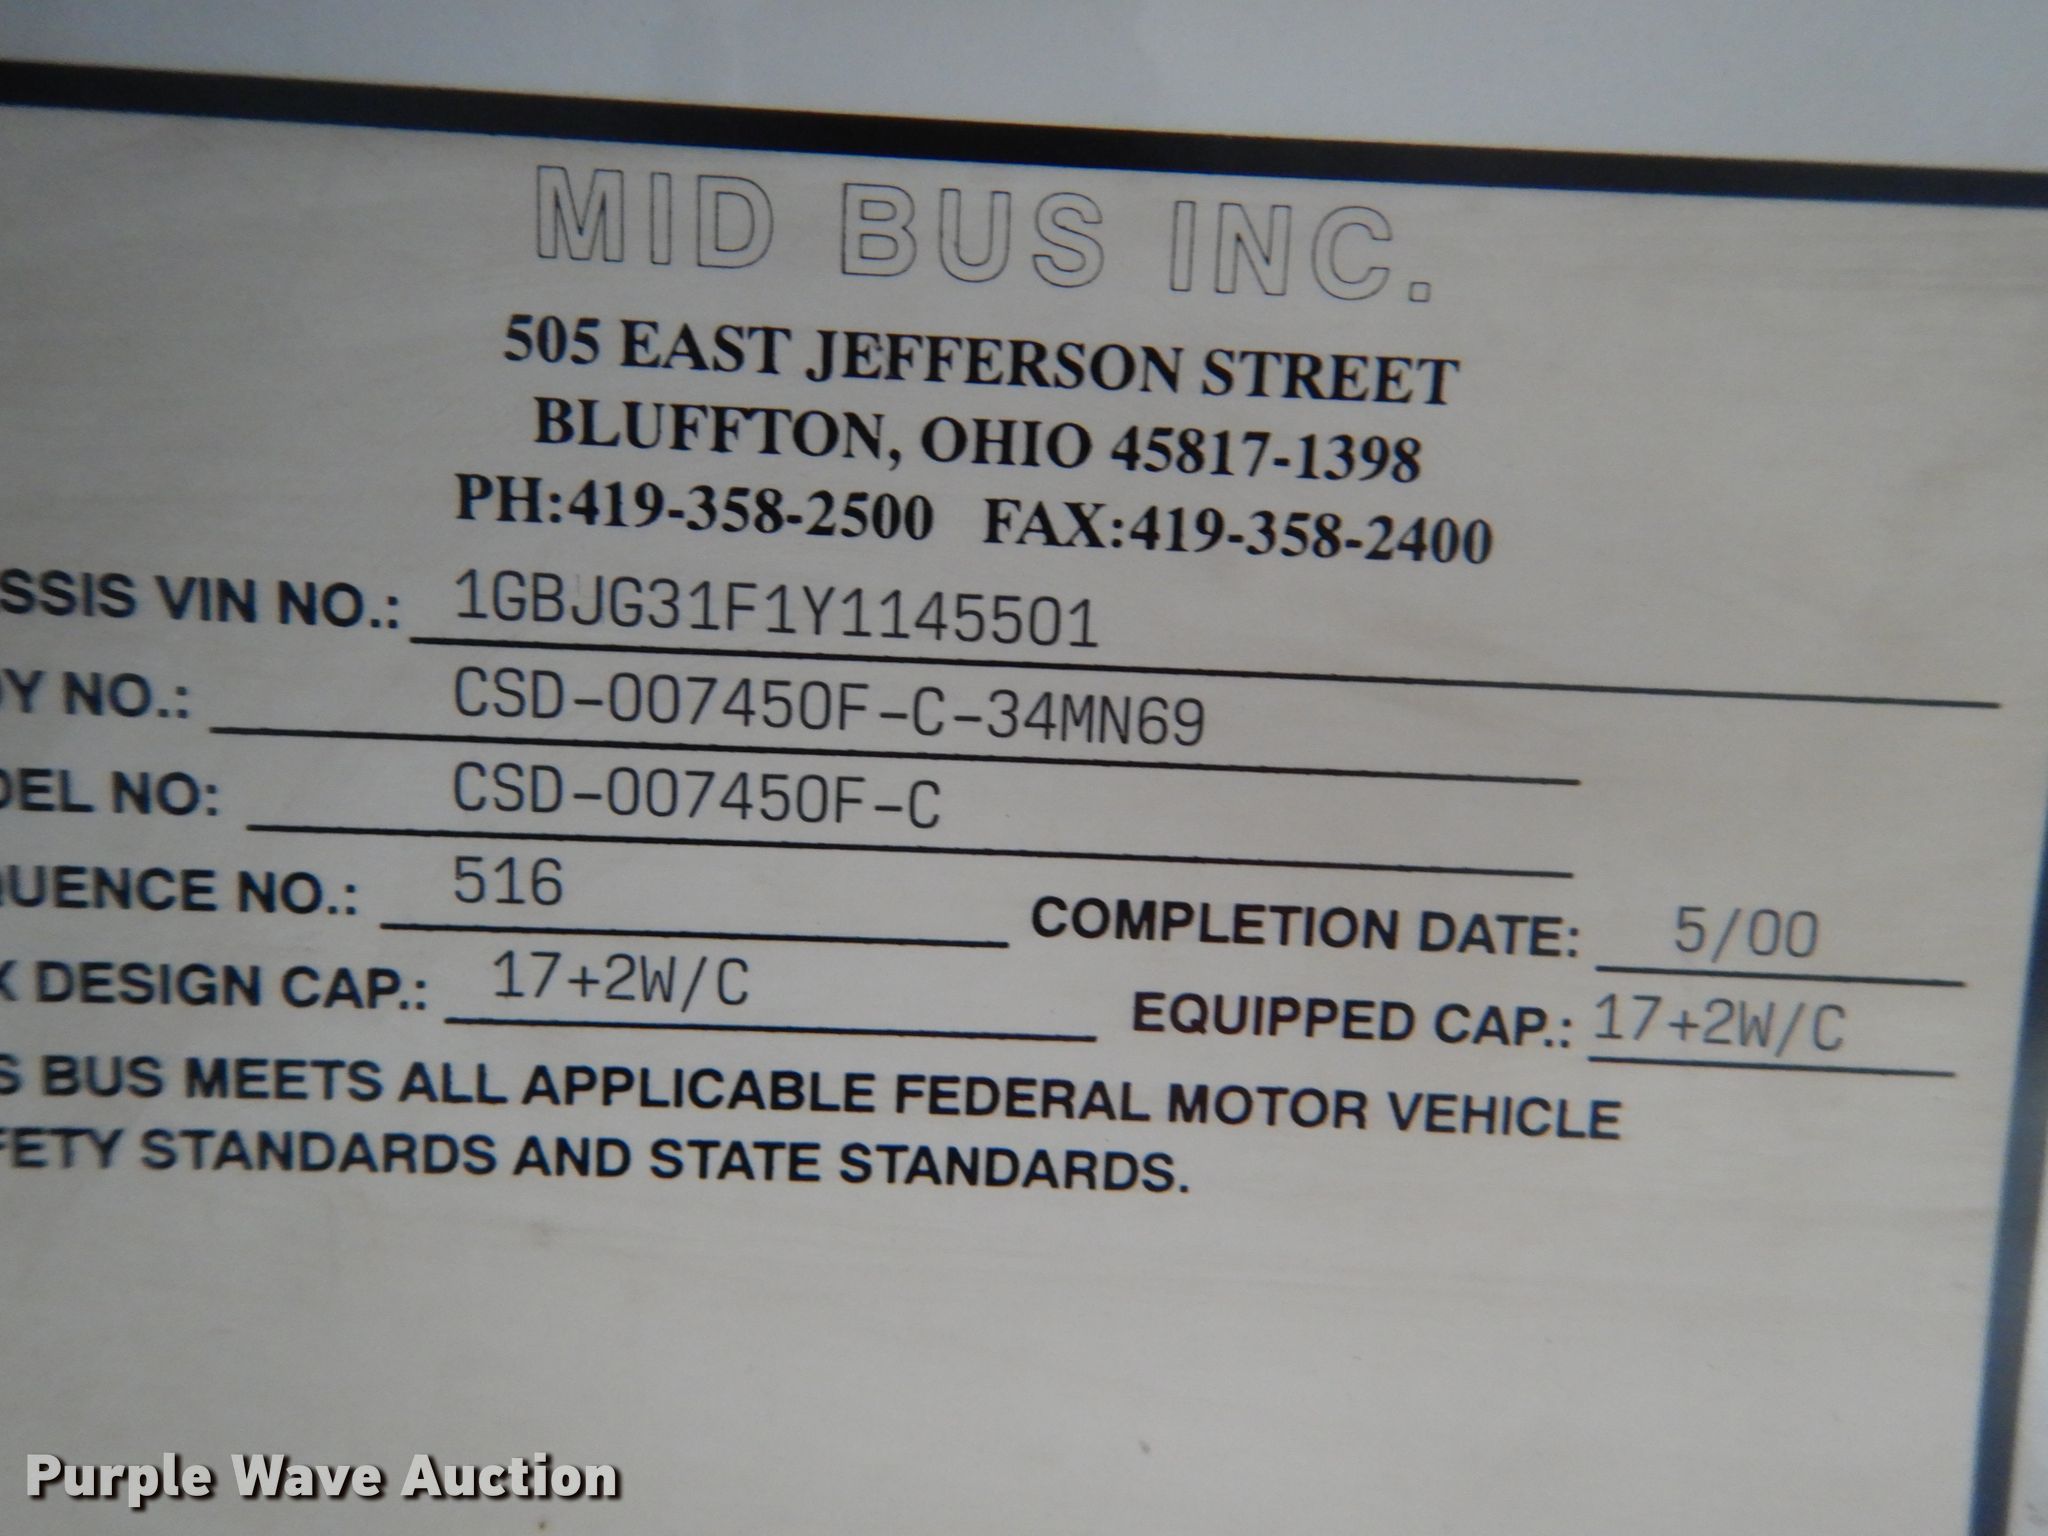 MID BUS INC.
505 EAST JEFFERSON STREET
BLUFFTON, OHIO 45817-1398
PH:419-358-2500 FAX:419-358-2400
SSIS VIN NO.: 1GBJG31F1Y1145501
Y NO.: CSD-007450F-C-34MN69
DEL NO: CSD-007450F-C
UENCE NO.: 516 COMPLETION DATE: 5/00
X DESIGN CAP.: 17+2W/C EQUIPPED CAP.: 17+2W/C
S BUS MEETS ALL APPLICABLE FEDERAL MOTOR VEHICLE
FETY STANDARDS AND STATE STANDARDS.
Purple Wave Auction